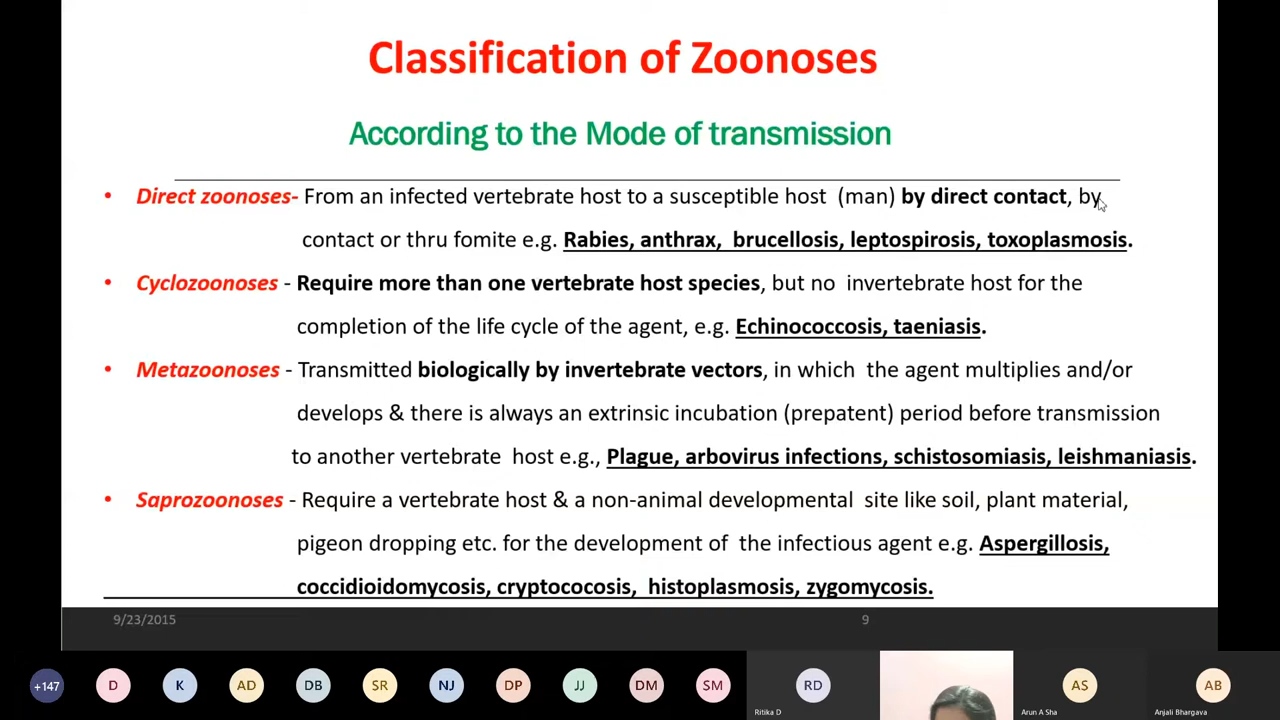 Classification of Zoonoses
According to the Mode of transmission
• Direct zoonoses- From an infected vertebrate host to a susceptible host (man) by direct contact, by
contact or thru fomite e.g. Rabies, anthrax, brucellosis, leptospirosis, toxoplasmosis.
• Cyclozoonoses - Require more than one vertebrate host species, but no invertebrate host for the
completion of the life cycle of the agent, e.g. Echinococcosis, taeniasis.
• Metazoonoses - Transmitted biologically by invertebrate vectors, in which the agent multiplies and/or
develops & there is always an extrinsic incubation (prepatent) period before transmission
to another vertebrate host e.g., Plague, arbovirus infections, schistosomiasis, leishmaniasis.
• Saprozoonoses - Require a vertebrate host & a non-animal developmental site like soil, plant material,
pigeon dropping etc. for the development of the infectious agent e.g. Aspergillosis,
coccidioidomycosis, cryptococosis, histoplasmosis, zygomycosis.
9/23/2015 9
+147 D K AD DB SR NJ DP JJ DM SM RD AS AB
Ritika D Arun A Sha Anjali Bhargava